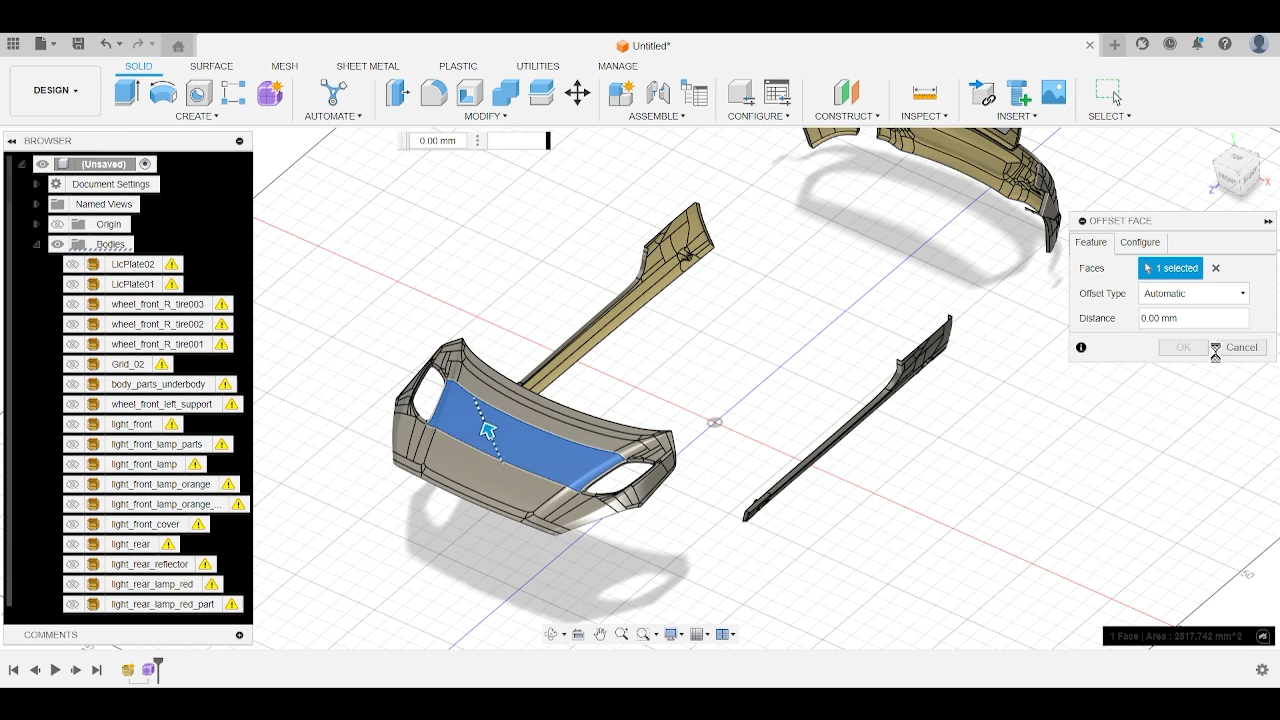 Untitled*
SOLID SURFACE MESH SHEET METAL PLASTIC UTILITIES MANAGE
DESIGN
CREATE AUTOMATE MODIFY ASSEMBLE CONFIGURE CONSTRUCT INSPECT INSERT SELECT
BROWSER
0.00 mm
(Unsaved)
Document Settings
Named Views
Origin
Bodies
LicPlate02
LicPlate01
wheel_front_R_tire003
wheel_front_R_tire002
wheel_front_R_tire001
Grid_02
body_parts_underbody
wheel_front_left_support
light_front
light_front_lamp_parts
light_front_lamp
light_front_lamp_orange
light_front_lamp_orange_...
light_front_cover
light_rear
light_rear_reflector
light_rear_lamp_red
light_rear_lamp_red_part
COMMENTS
TOP
Z
X
OFFSET FACE
Feature Configure
Faces 1 selected
Offset Type Automatic
Distance 0.00 mm
OK Cancel
50
1 Face | Area : 2517.742 mm^2